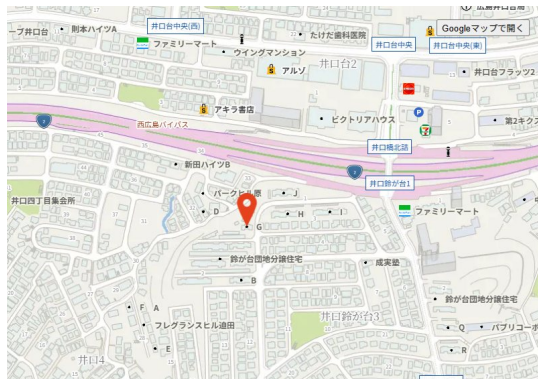 広島井口台局
Googleマップで開く
井口台中央(西)
則本ハイツA
ープ井口台
ファミリーマート
ウイングマンション
たけだ歯科医院
井口台中央
井口台中央(東)
井口台2
アルゾ
井口台フラッツ2
アキラ書店
ビクトリアハウス
P
第2キクス
2
西広島バイパス
井口橋北詰
新田ハイツB
2
井口鈴が台1
井口四丁目集会所
J
D
H
I
ファミリーマート
G
鈴が台団地分譲住宅
成実塾
B
F
A
鈴が台団地分譲住宅
井口鈴が台3
フレグランスヒル迫田
Q
パブリコーポ
E
R
井口4